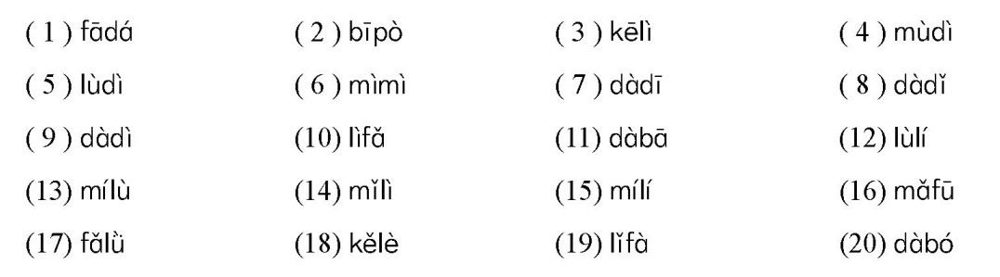 ( 1 ) fādá ( 2 ) bīpò ( 3 ) kēlì ( 4 ) mùdì
( 5 ) lùdì ( 6 ) mìmì ( 7 ) dàdī ( 8 ) dàdǐ
( 9 ) dàdì (10) lìfǎ (11) dàbā (12) lùlí
(13) mílù (14) mǐlì (15) mílí (16) mǎfū
(17) fǎlǜ (18) kělè (19) lǐfà (20) dàbó